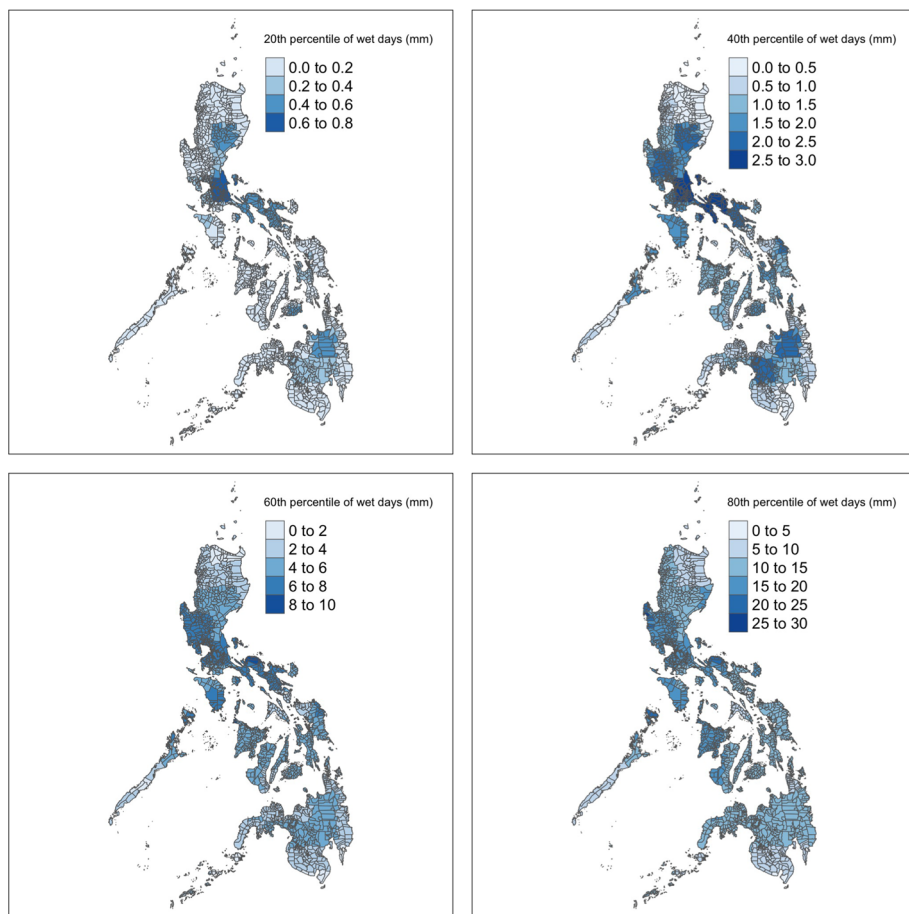 20th percentile of wet days (mm)
0.0 to 0.2
0.2 to 0.4
0.4 to 0.6
0.6 to 0.8
40th percentile of wet days (mm)
0.0 to 0.5
0.5 to 1.0
1.0 to 1.5
1.5 to 2.0
2.0 to 2.5
2.5 to 3.0
60th percentile of wet days (mm)
0 to 2
2 to 4
4 to 6
6 to 8
8 to 10
80th percentile of wet days (mm)
0 to 5
5 to 10
10 to 15
15 to 20
20 to 25
25 to 30